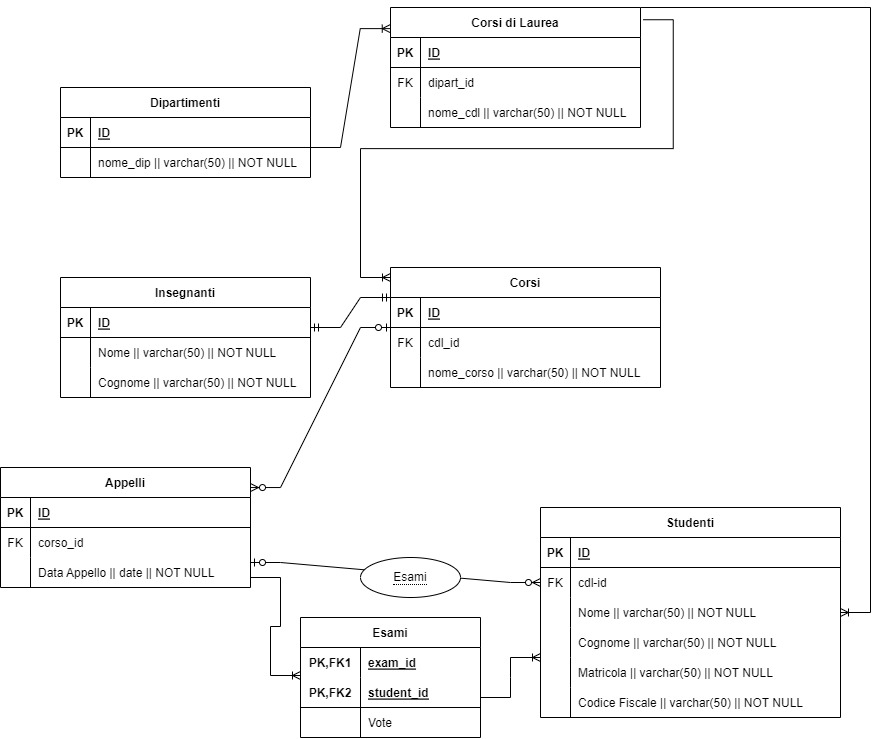 Corsi di Laurea
PK ID
FK dipart_id
nome_cdl || varchar(50) || NOT NULL
Dipartimenti
PK ID
nome_dip || varchar(50) || NOT NULL
Corsi
PK ID
FK cdl_id
nome_corso || varchar(50) || NOT NULL
Insegnanti
PK ID
Nome || varchar(50) || NOT NULL
Cognome || varchar(50) || NOT NULL
Appelli
PK ID
FK corso_id
Data Appello || date || NOT NULL
Esami
Studenti
PK ID
FK cdl-id
Nome || varchar(50) || NOT NULL
Cognome || varchar(50) || NOT NULL
Matricola || varchar(50) || NOT NULL
Codice Fiscale || varchar(50) || NOT NULL
Esami
PK,FK1 exam_id
PK,FK2 student_id
Vote